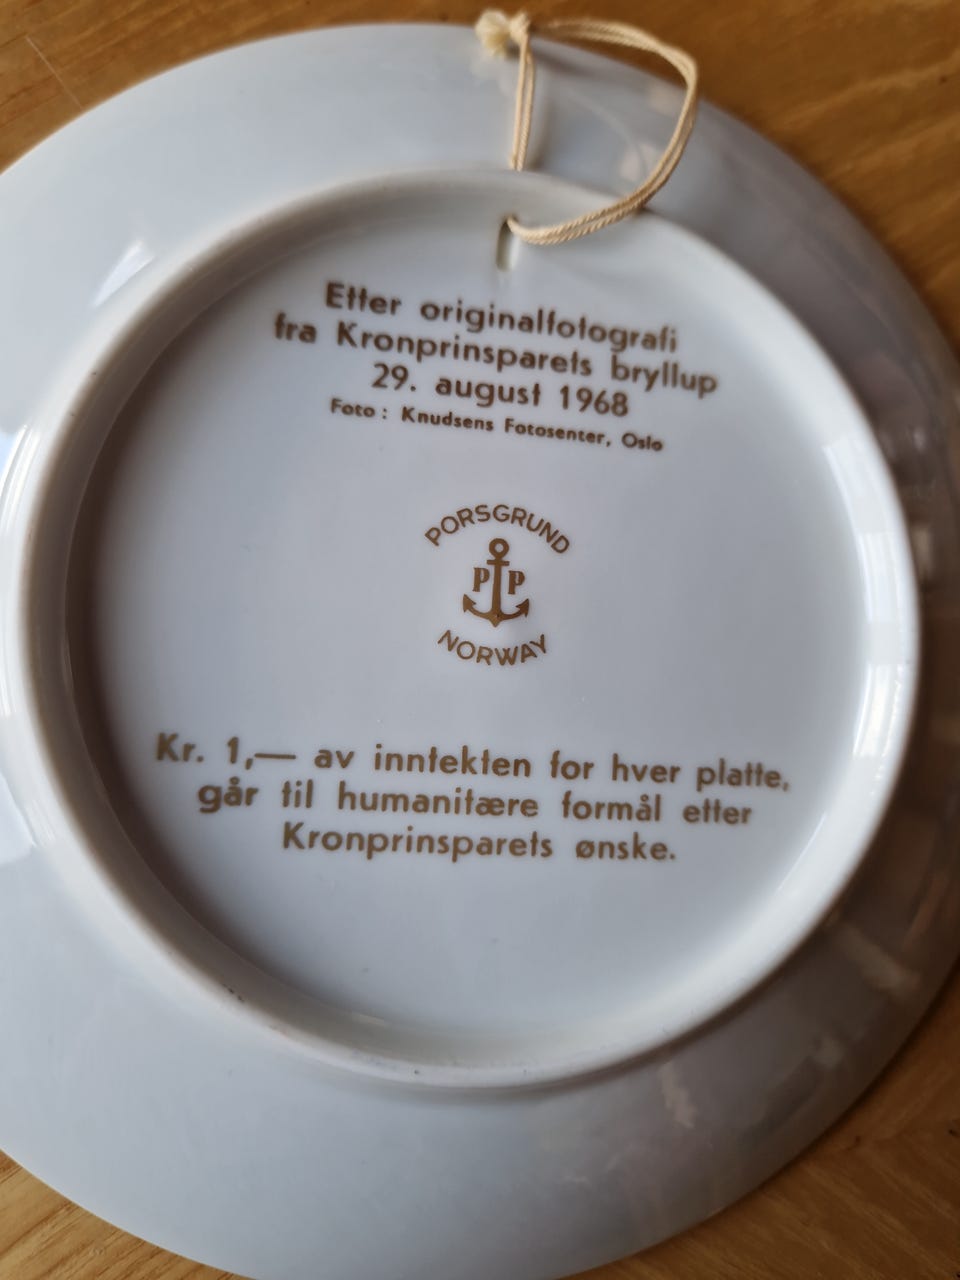 Etter originalfotografi
fra Kronprinsparets bryllup
29. august 1968
Foto: Knudsens Fotosenter, Oslo
PORSGRUND
P P
NORWAY
Kr. 1,— av inntekten for hver platte,
går til humanitære formål etter
Kronprinsparets ønske.